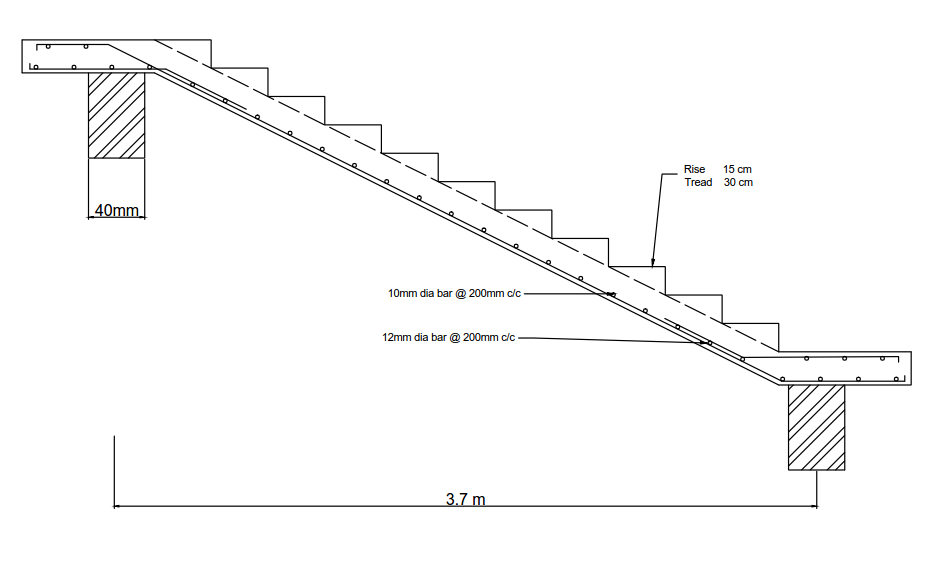 Rise 15 cm
Tread 30 cm
40mm
10mm dia bar @ 200mm c/c
12mm dia bar @ 200mm c/c
3.7 m